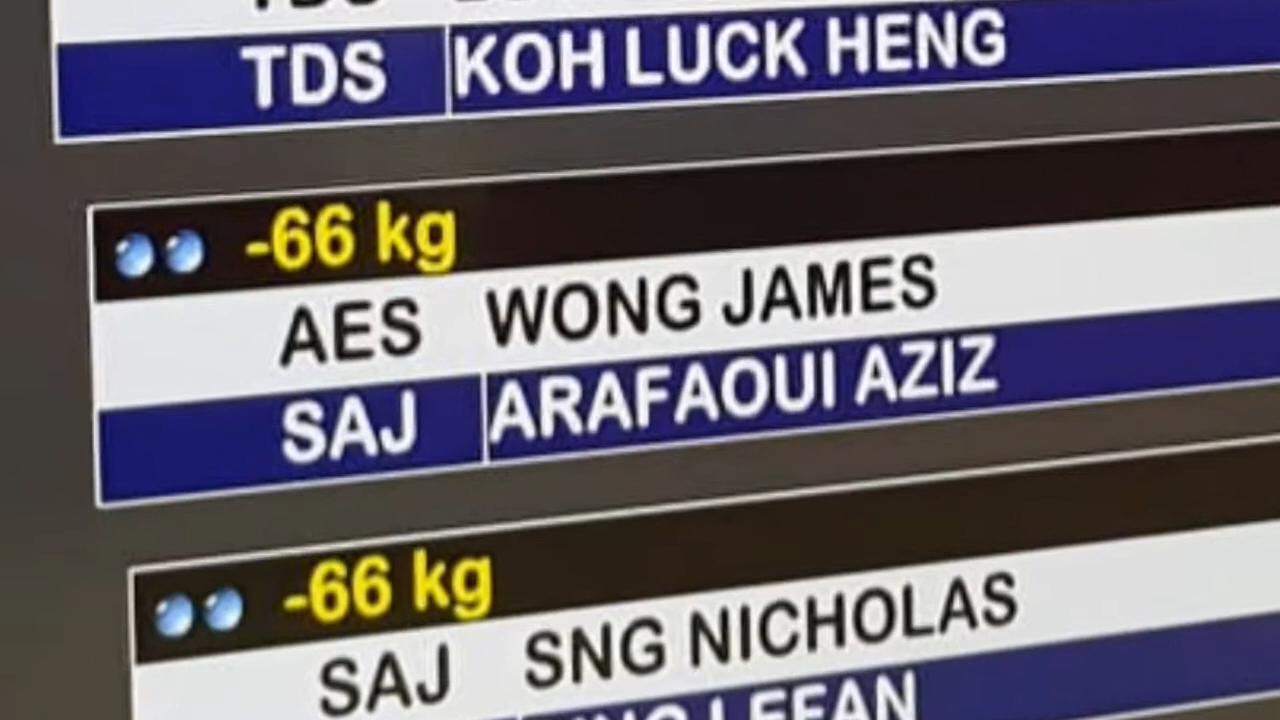 TDS KOH LUCK HENG
-66 kg
AES WONG JAMES
SAJ ARAFAOUI AZIZ
-66 kg
SAJ SNG NICHOLAS